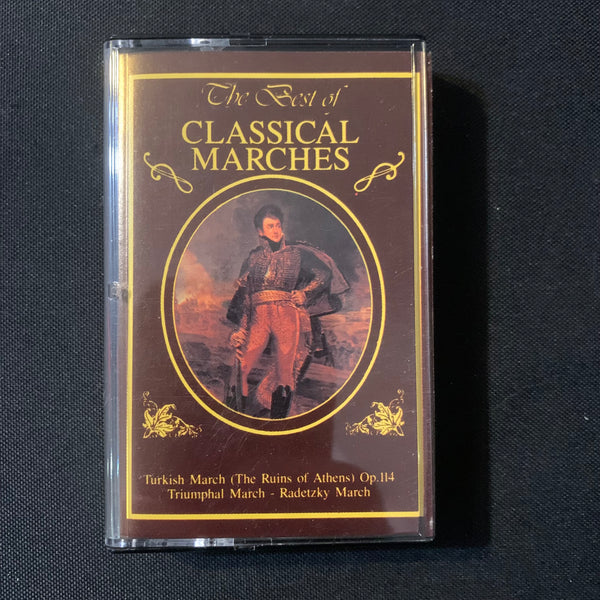 The Best of
CLASSICAL
MARCHES
Turkish March (The Ruins of Athens) Op.114
Triumphal March - Radetzky March